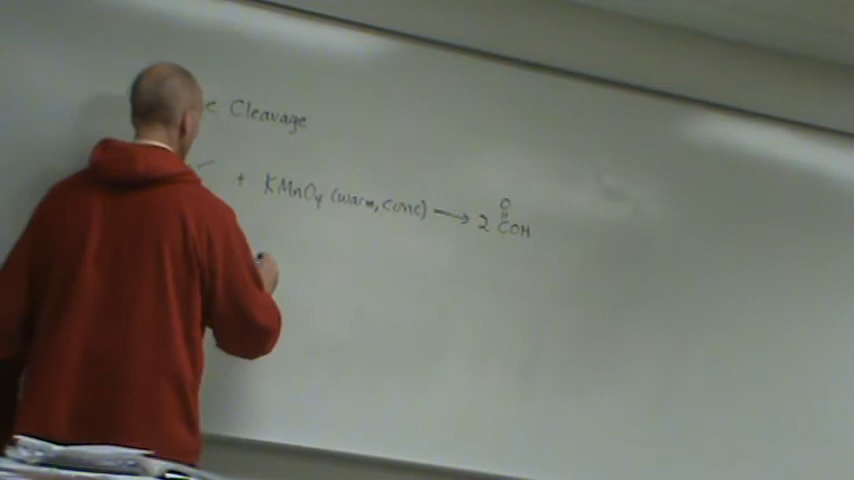 e Cleavage
+ KMnO4 (warm, conc) → 2 COH
O